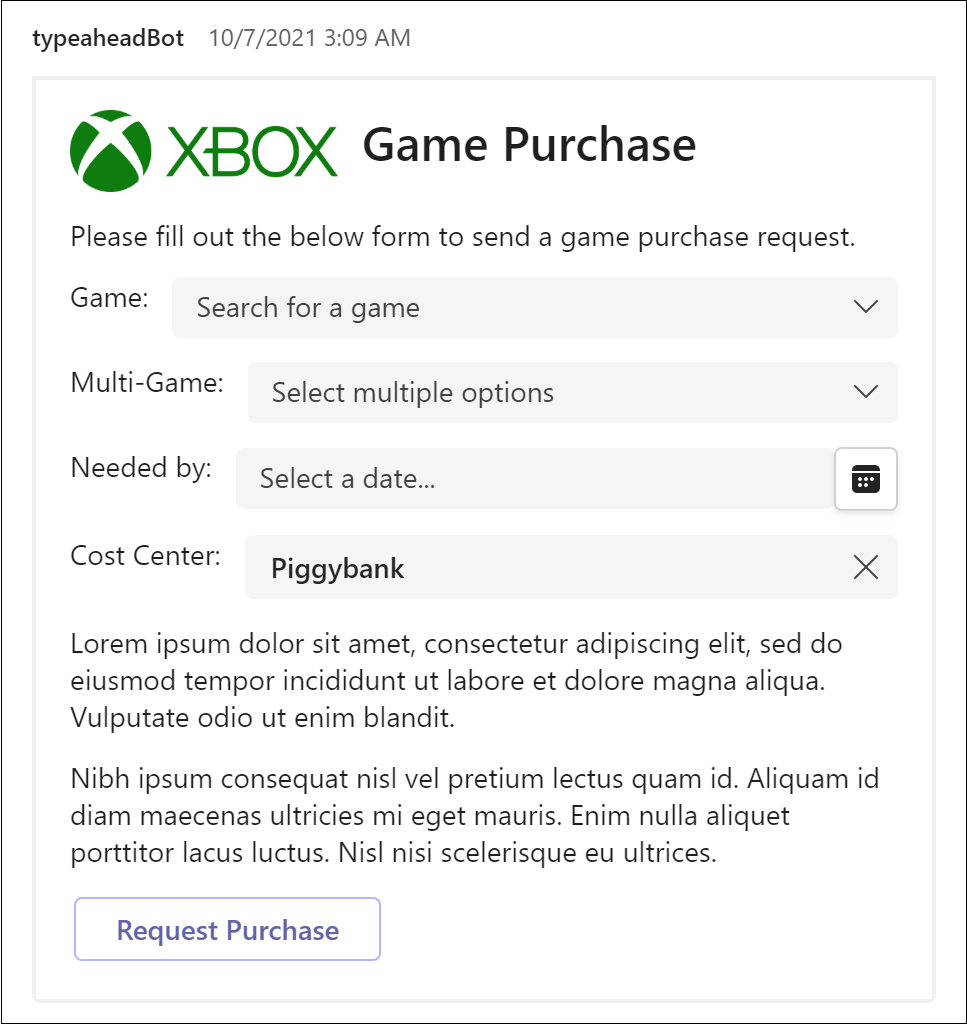 typeaheadBot 10/7/2021 3:09 AM
XBOX Game Purchase
Please fill out the below form to send a game purchase request.
Game: Search for a game
Multi-Game: Select multiple options
Needed by: Select a date...
Cost Center: Piggybank
Lorem ipsum dolor sit amet, consectetur adipiscing elit, sed do
eiusmod tempor incididunt ut labore et dolore magna aliqua.
Vulputate odio ut enim blandit.
Nibh ipsum consequat nisl vel pretium lectus quam id. Aliquam id
diam maecenas ultricies mi eget mauris. Enim nulla aliquet
porttitor lacus luctus. Nisl nisi scelerisque eu ultrices.
Request Purchase